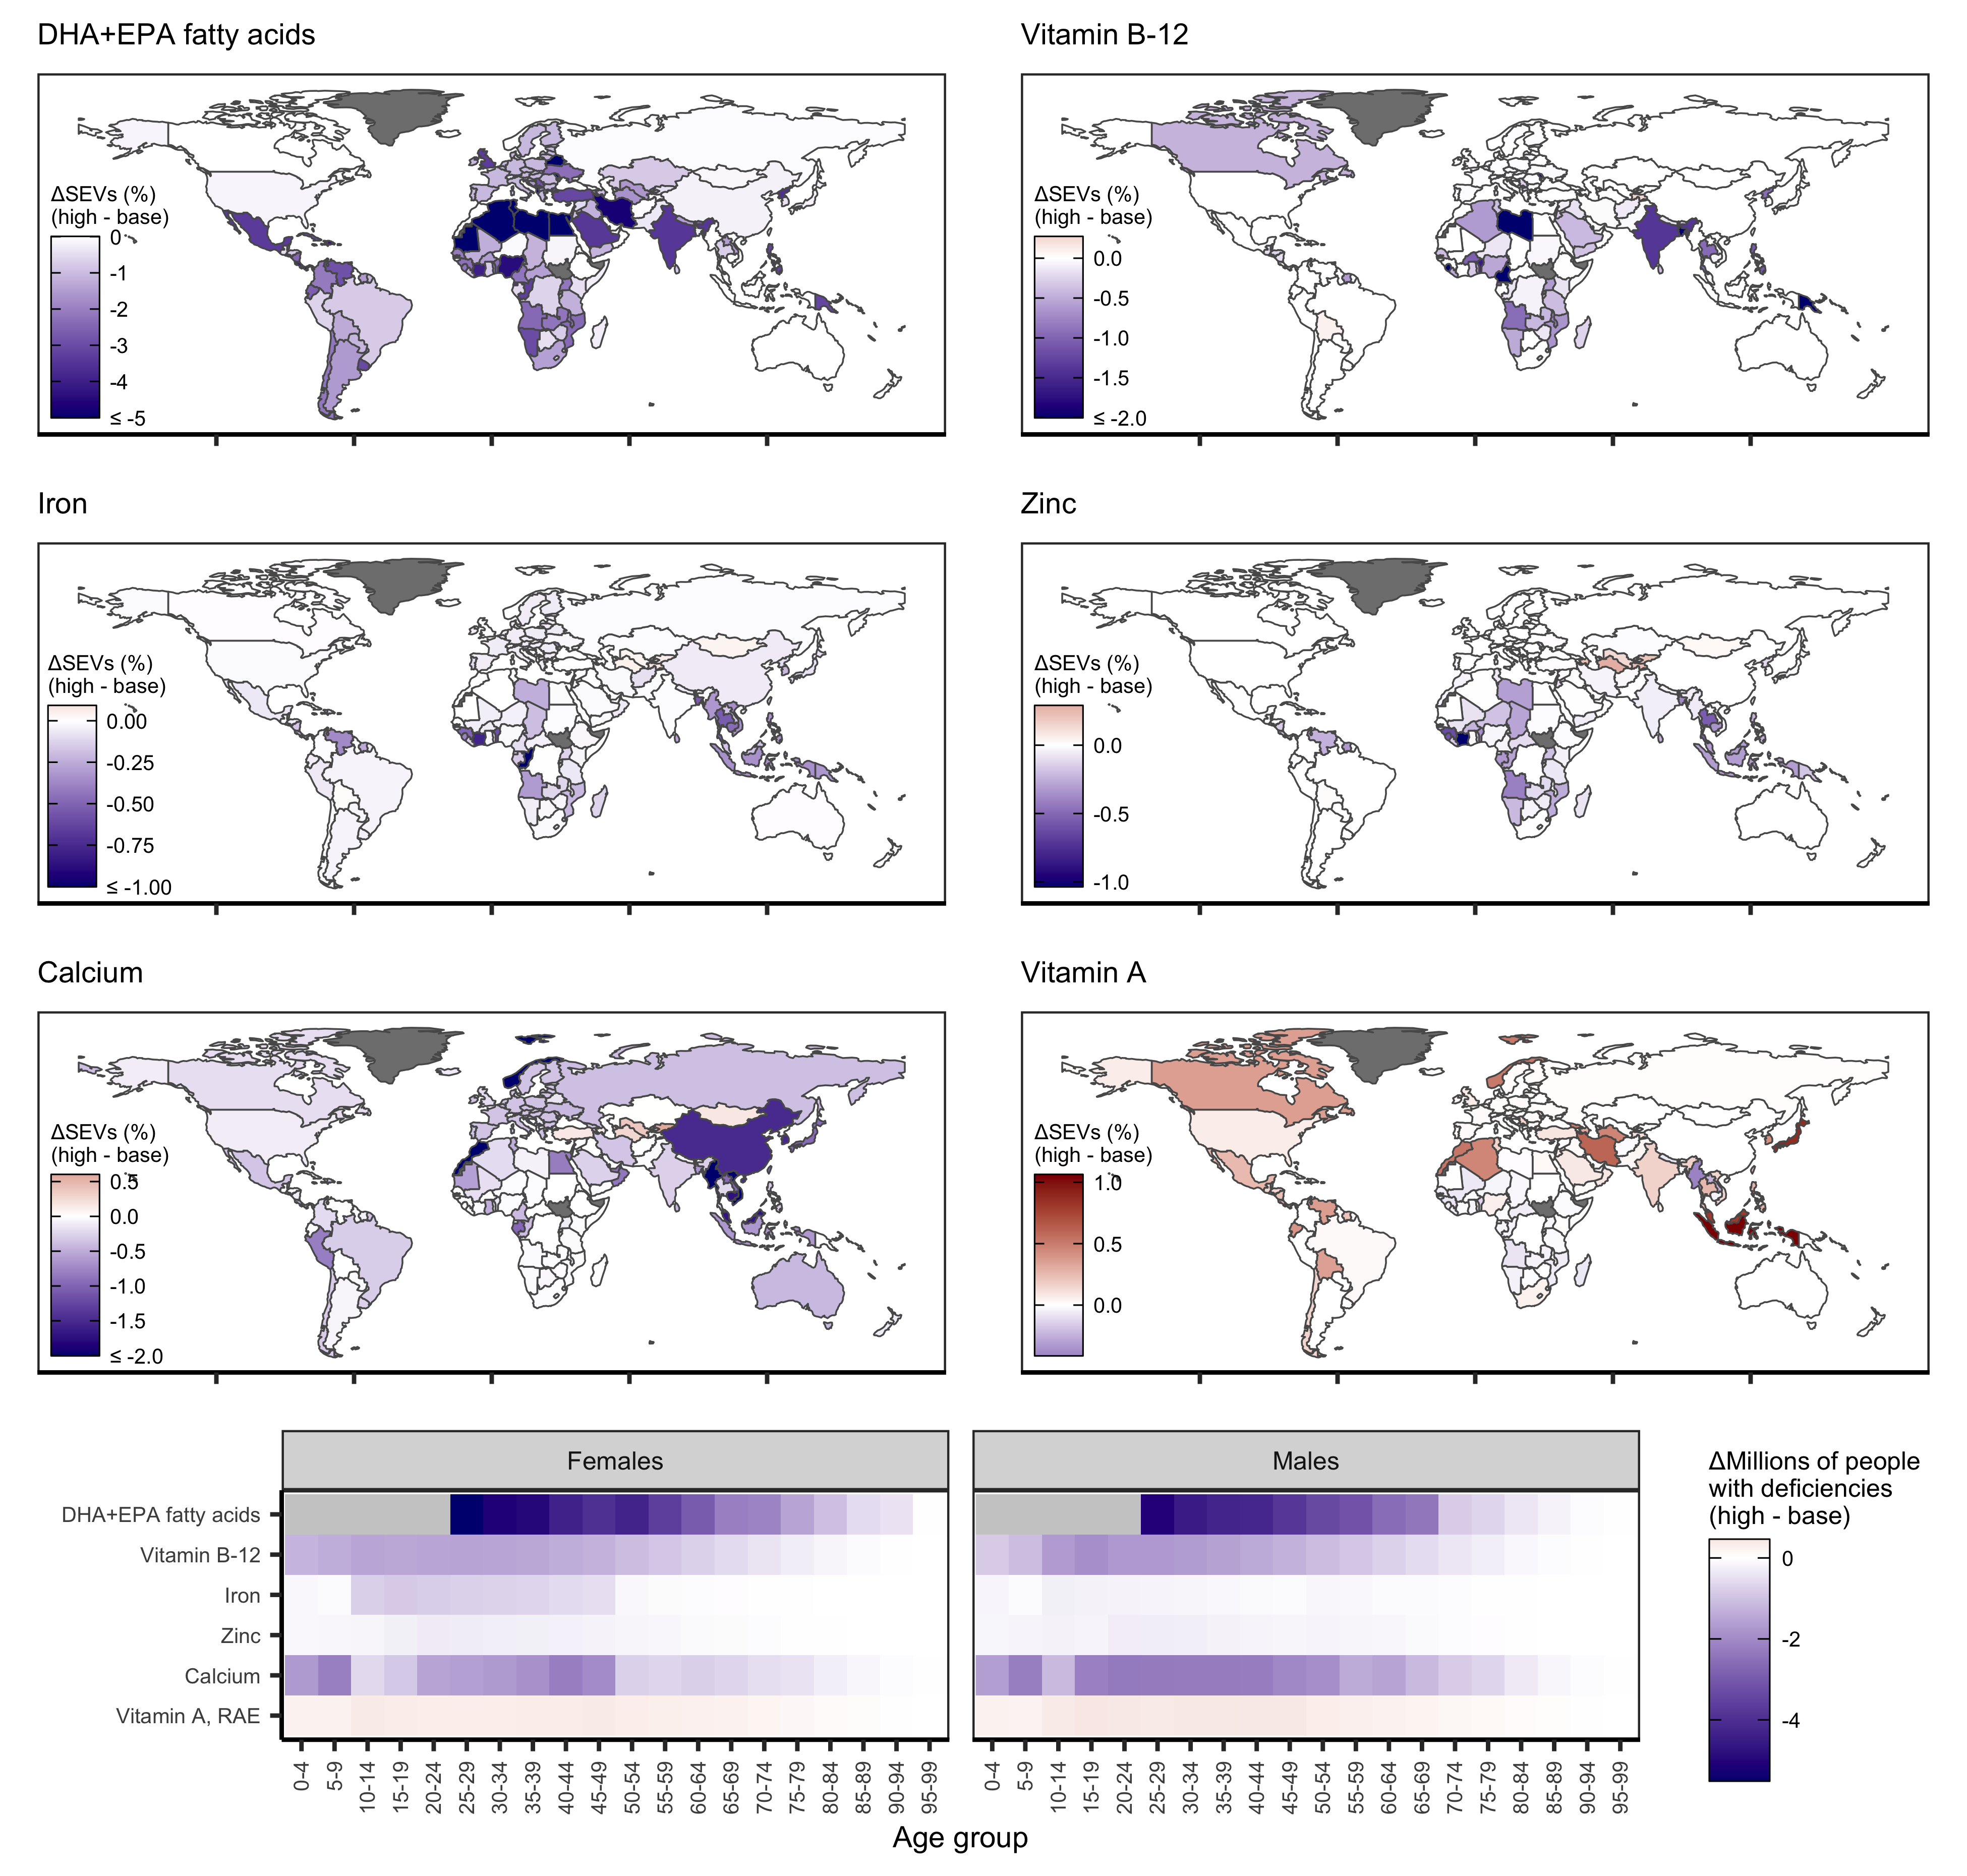 DHA+EPA fatty acids
ΔSEVs (%)
(high - base)
0
-1
-2
-3
-4
≤ -5
Vitamin B-12
ΔSEVs (%)
(high - base)
0.0
-0.5
-1.0
-1.5
≤ -2.0
Iron
ΔSEVs (%)
(high - base)
0.00
-0.25
-0.50
-0.75
≤ -1.00
Zinc
ΔSEVs (%)
(high - base)
0.0
-0.5
-1.0
Calcium
ΔSEVs (%)
(high - base)
0.5
0.0
-0.5
-1.0
-1.5
≤ -2.0
Vitamin A
ΔSEVs (%)
(high - base)
1.0
0.5
0.0
Females
Males
DHA+EPA fatty acids
Vitamin B-12
Iron
Zinc
Calcium
Vitamin A, RAE
0-4
5-9
10-14
15-19
20-24
25-29
30-34
35-39
40-44
45-49
50-54
55-59
60-64
65-69
70-74
75-79
80-84
85-89
90-94
95-99
0-4
5-9
10-14
15-19
20-24
25-29
30-34
35-39
40-44
45-49
50-54
55-59
60-64
65-69
70-74
75-79
80-84
85-89
90-94
95-99
Age group
ΔMillions of people
with deficiencies
(high - base)
0
-2
-4